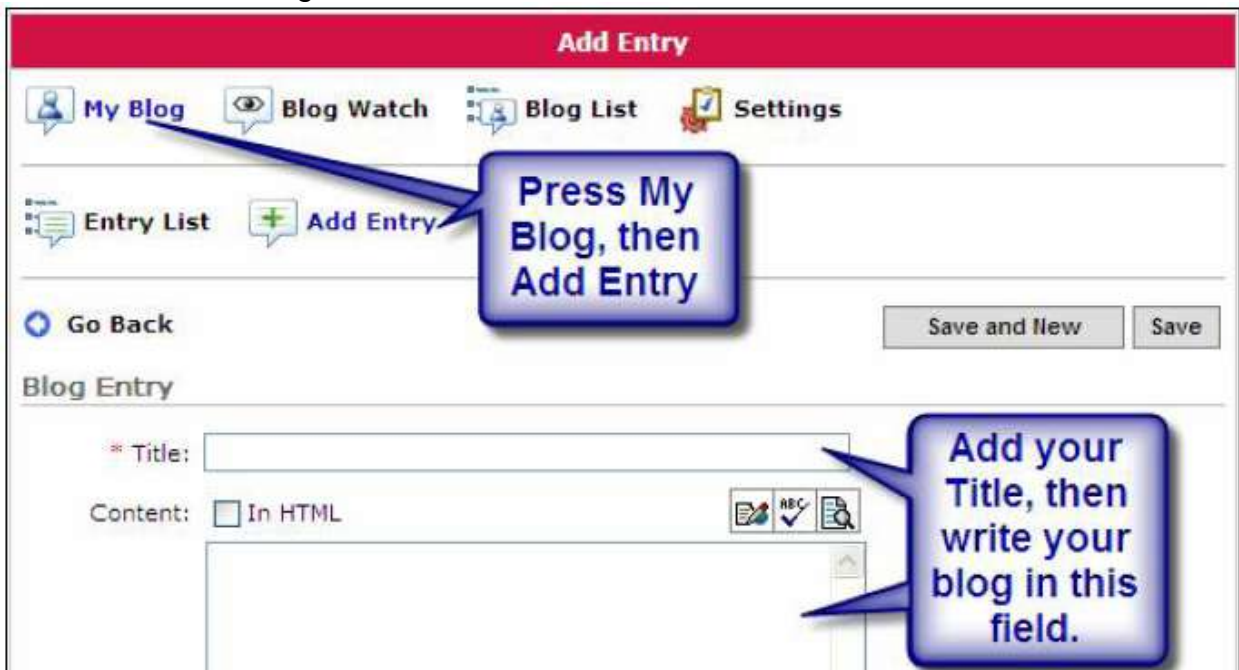 Add Entry
My Blog Blog Watch Blog List Settings
Entry List Add Entry
Press My
Blog, then
Add Entry
Go Back Save and New Save
Blog Entry
* Title:
Content: In HTML ABC
Add your
Title, then
write your
blog in this
field.